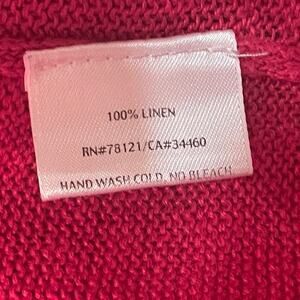 100% LINEN
RN#78121/CA#34460
HAND WASH COLD. NO BLEACH